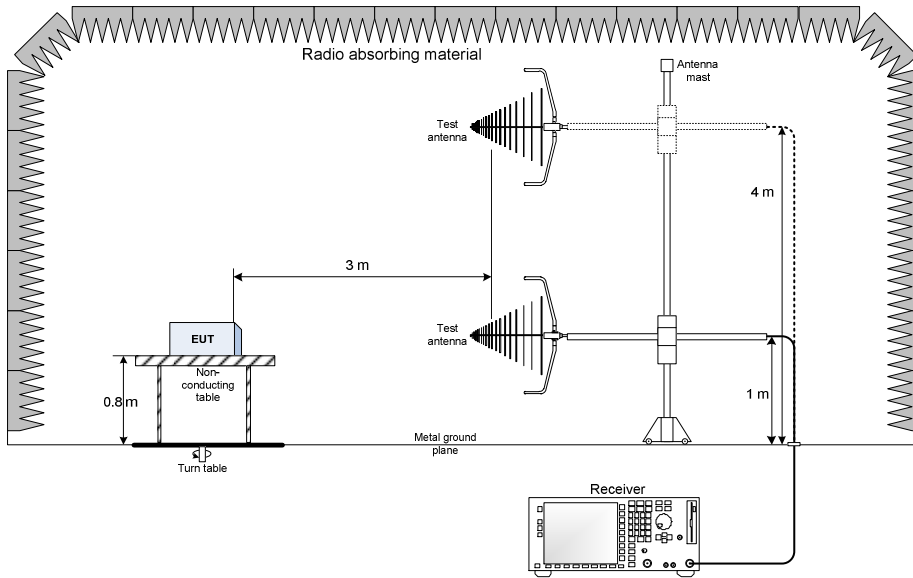 Radio absorbing material
Antenna
mast
Test
antenna
4 m
3 m
Test
antenna
EUT
Non-
conducting
table
0.8 m
1 m
Metal ground
plane
Turn table
Receiver